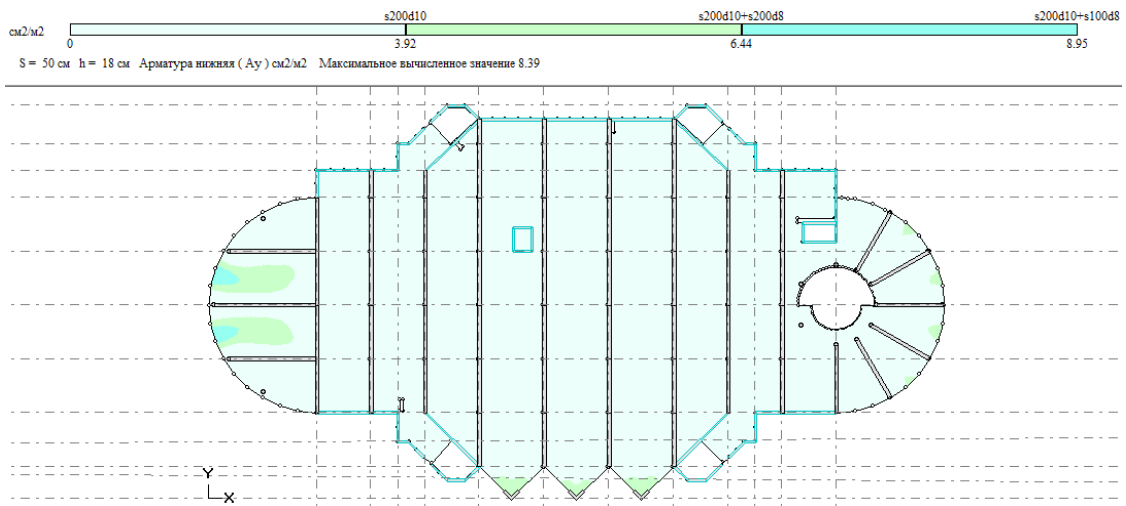 s200d10 s200d10+s200d8 s200d10+s100d8
см2/м2
0 3.92 6.44 8.95
S = 50 см h = 18 см Арматура нижняя ( Ay ) см2/м2 Максимальное вычисленное значение 8.39
Y
X